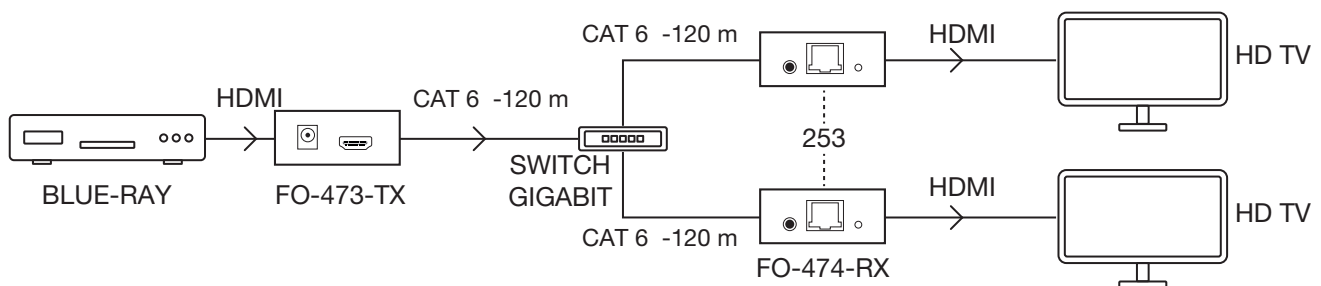 BLUE-RAY
HDMI
FO-473-TX
CAT 6 -120 m
SWITCH
GIGABIT
CAT 6 -120 m
HDMI
HD TV
253
CAT 6 -120 m
FO-474-RX
HDMI
HD TV